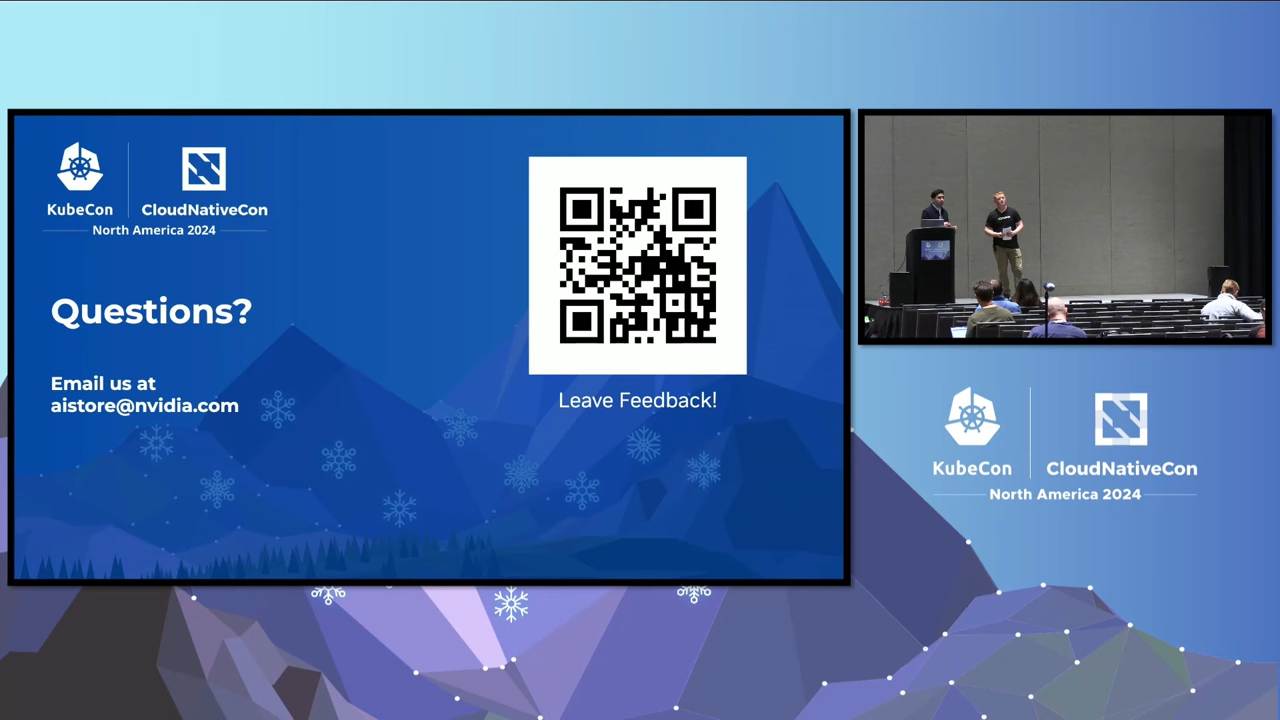 KubeCon
CloudNativeCon
North America 2024
Questions?
Email us at
aistore@nvidia.com
Leave Feedback!
KubeCon
CloudNativeCon
North America 2024